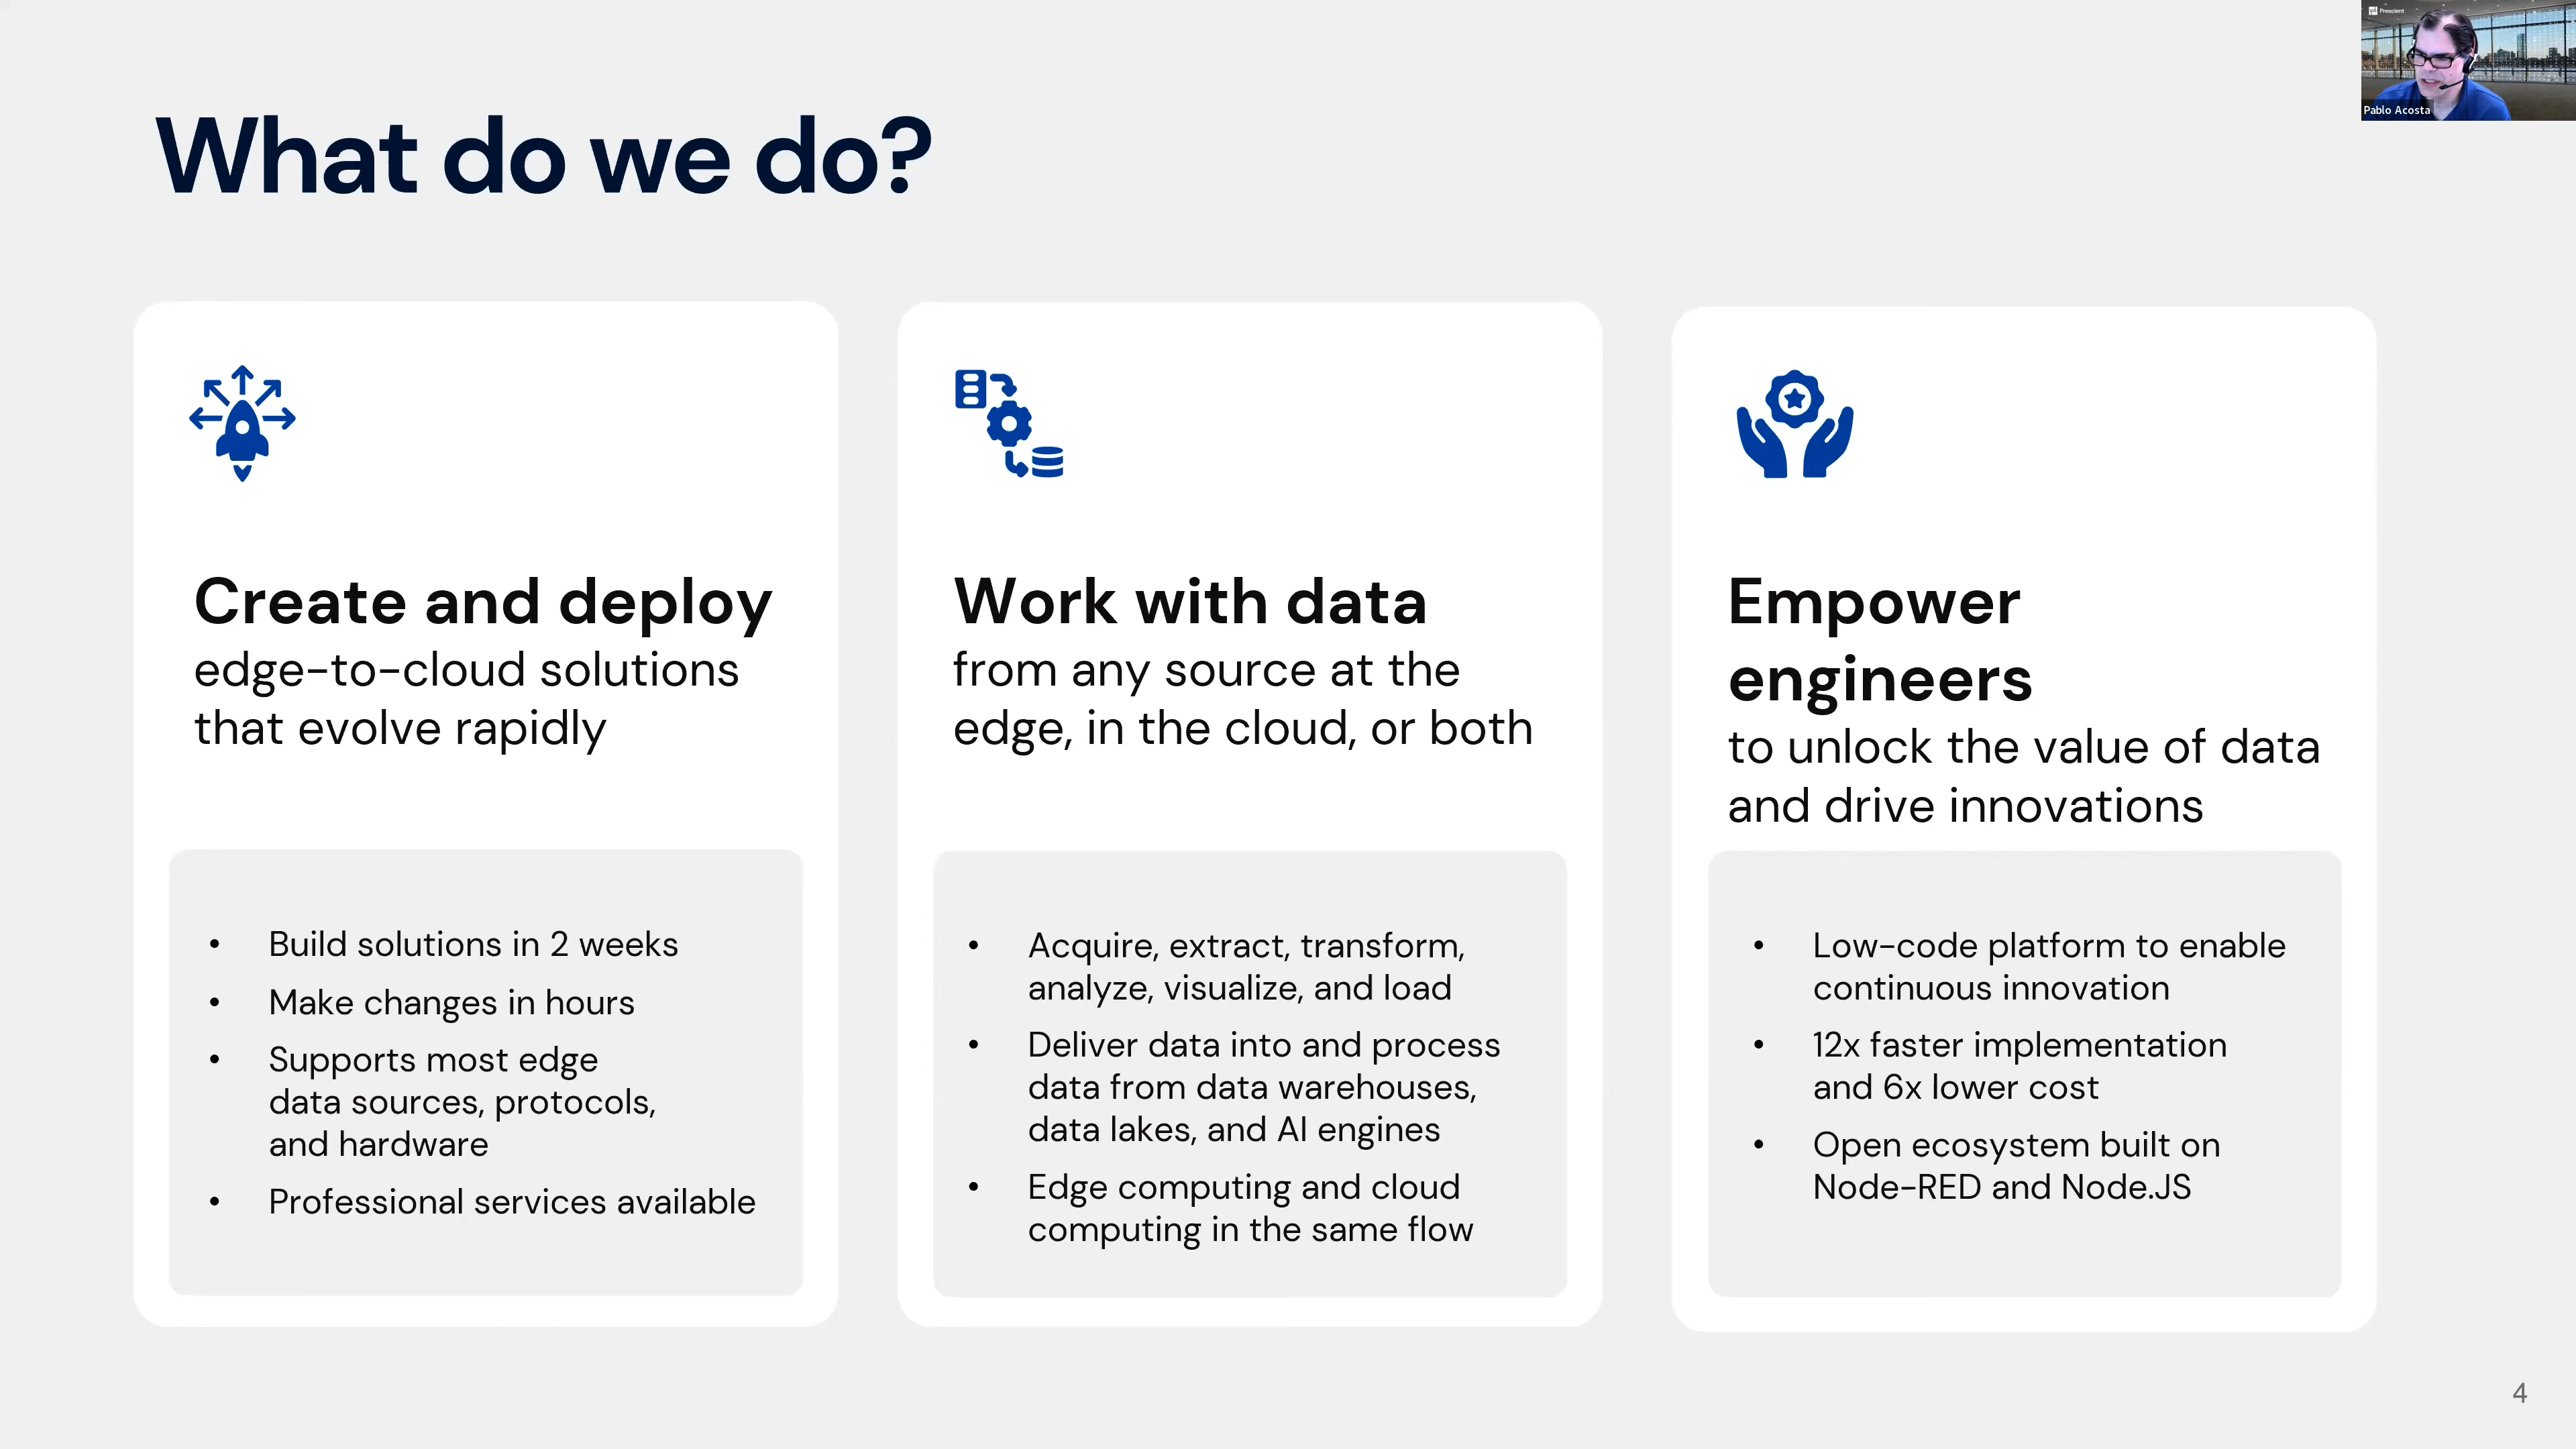 Prescient
Pablo Acosta
What do we do?
Create and deploy
edge-to-cloud solutions
that evolve rapidly
• Build solutions in 2 weeks
• Make changes in hours
• Supports most edge
data sources, protocols,
and hardware
• Professional services available
Work with data
from any source at the
edge, in the cloud, or both
• Acquire, extract, transform,
analyze, visualize, and load
• Deliver data into and process
data from data warehouses,
data lakes, and AI engines
• Edge computing and cloud
computing in the same flow
Empower
engineers
to unlock the value of data
and drive innovations
• Low-code platform to enable
continuous innovation
• 12x faster implementation
and 6x lower cost
• Open ecosystem built on
Node-RED and Node.JS
4